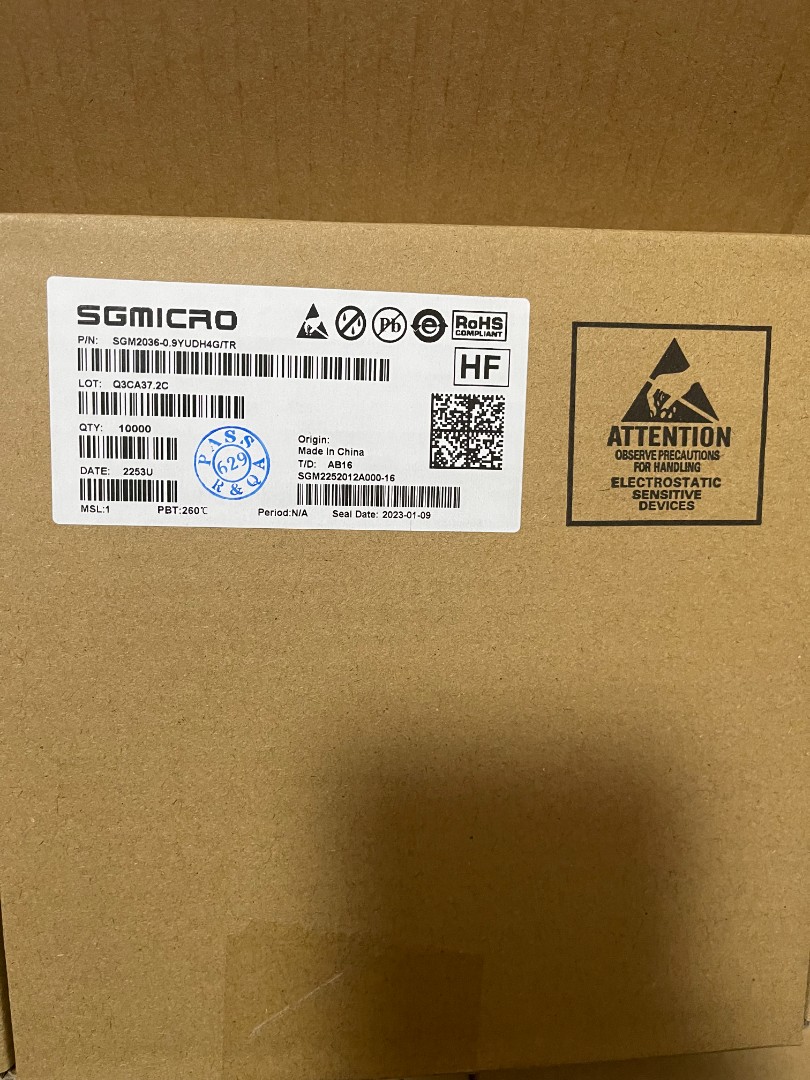 SGMICRO
P/N: SGM2036-0.9YUDH4G/TR
Pb
e
RoHS
COMPLIANT
HF
LOT: Q3CA37.2C
QTY: 10000
DATE: 2253U
PASS
629
R&QA
Origin:
Made In China
T/D: AB16
SGM2252012A000-16
MSL:1 PBT:260℃ Period:N/A Seal Date: 2023-01-09
ATTENTION
OBSERVE PRECAUTIONS
FOR HANDLING
ELECTROSTATIC
SENSITIVE
DEVICES